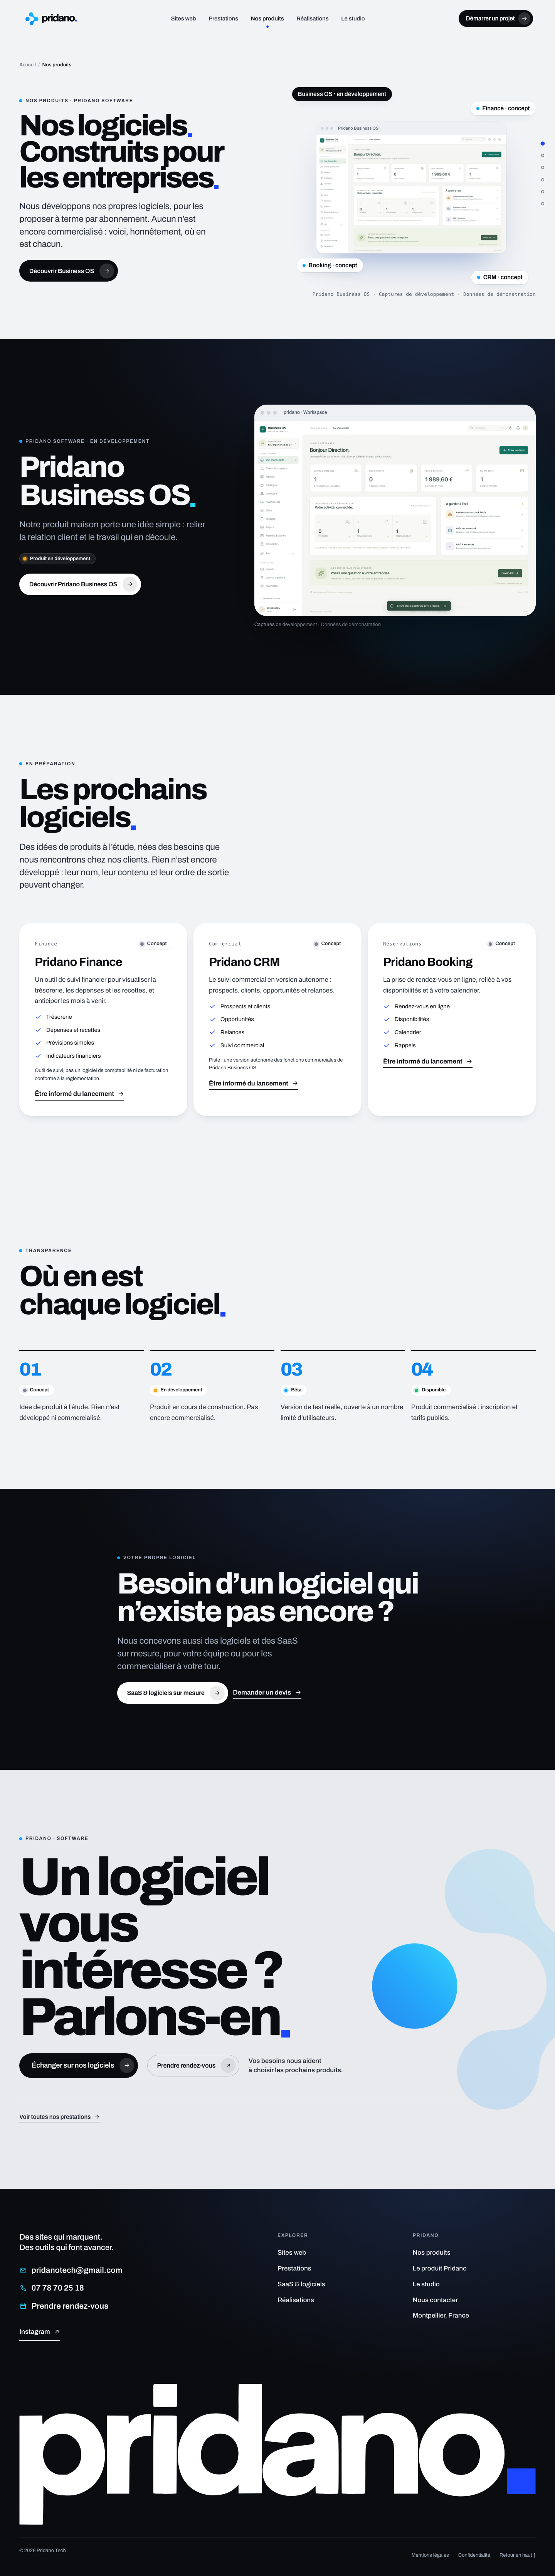 pridano.
Sites web
Prestations
Nos produits
Réalisations
Le studio
Démarrer un projet
Accueil / Nos produits
NOS PRODUITS · PRIDANO SOFTWARE
Nos logiciels.
Construits pour
les entreprises.
Nous développons nos propres logiciels, pour les
proposer à terme par abonnement. Aucun n'est
encore commercialisé : voici, honnêtement, où en
est chacun.
Découvrir Business OS
Business OS · en développement
Finance · concept
Pridano Business OS
Bonjour Direction,
1 989,60 €
Booking · concept
CRM · concept
Pridano Business OS · Captures de développement · Données de démonstration
PRIDANO SOFTWARE · EN DÉVELOPPEMENT
Pridano
Business OS.
Notre produit maison porte une idée simple : relier
la relation client et le travail qui en découle.
Produit en développement
Découvrir Pridano Business OS
pridano · Workspace
Business OS
Bonjour Direction,
1
0
1 989,60 €
1
Captures de développement · Données de démonstration
EN PRÉPARATION
Les prochains
logiciels.
Des idées de produits à l'étude, nées des besoins que
nous rencontrons chez nos clients. Rien n'est encore
développé : leur nom, leur contenu et leur ordre de sortie
peuvent changer.
Finance
Concept
Pridano Finance
Un outil de suivi financier pour visualiser la
trésorerie, les dépenses et les recettes, et
anticiper les mois à venir.
Trésorerie
Dépenses et recettes
Prévisions simples
Indicateurs financiers
Outil de suivi, pas un logiciel de comptabilité ni de facturation
conforme à la réglementation.
Être informé du lancement
Commercial
Concept
Pridano CRM
Le suivi commercial en version autonome :
prospects, clients, opportunités et relances.
Prospects et clients
Opportunités
Relances
Suivi commercial
Piste : une version autonome des fonctions commerciales de
Pridano Business OS.
Être informé du lancement
Réservations
Concept
Pridano Booking
La prise de rendez-vous en ligne, reliée à vos
disponibilités et à votre calendrier.
Rendez-vous en ligne
Disponibilités
Calendrier
Rappels
Être informé du lancement
TRANSPARENCE
Où en est
chaque logiciel.
01
Concept
Idée de produit à l'étude. Rien n'est
développé ni commercialisé.
02
En développement
Produit en cours de construction. Pas
encore commercialisé.
03
Bêta
Version de test réelle, ouverte à un nombre
limité d'utilisateurs.
04
Disponible
Produit commercialisé : inscription et
tarifs publiés.
VOTRE PROPRE LOGICIEL
Besoin d'un logiciel qui
n'existe pas encore ?
Nous concevons aussi des logiciels et des SaaS
sur mesure, pour votre équipe ou pour les
commercialiser à votre tour.
SaaS & logiciels sur mesure
Demander un devis
PRIDANO · SOFTWARE
Un logiciel
vous
intéresse ?
Parlons-en.
Échanger sur nos logiciels
Prendre rendez-vous
Vos besoins nous aident
à choisir les prochains produits.
Voir toutes nos prestations
Des sites qui marquent.
Des outils qui font avancer.
pridanotech@gmail.com
07 78 70 25 18
Prendre rendez-vous
Instagram
EXPLORER
Sites web
Prestations
SaaS & logiciels
Réalisations
PRIDANO
Nos produits
Le produit Pridano
Le studio
Nous contacter
Montpellier, France
pridano.
© 2026 Pridano Tech
Mentions légales
Confidentialité
Retour en haut ↑